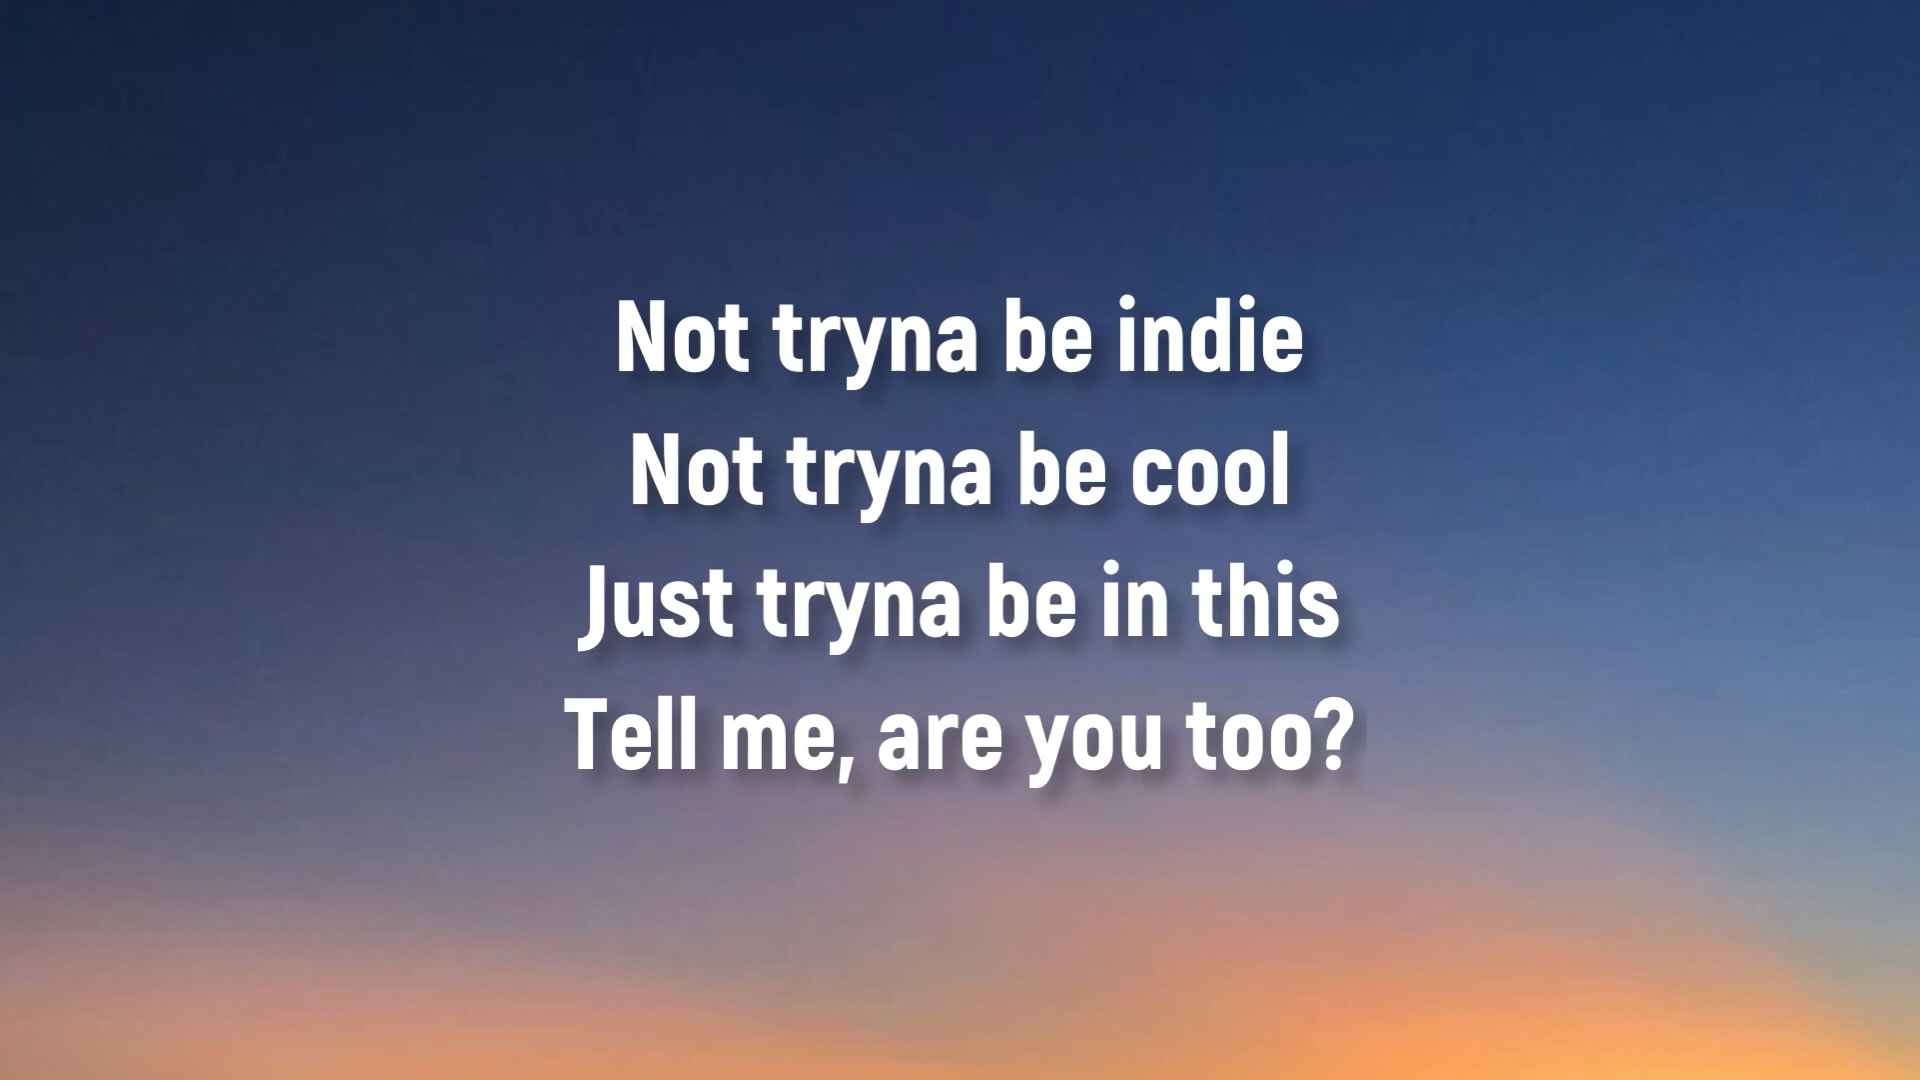 Not tryna be indie
Not tryna be cool
Just tryna be in this
Tell me, are you too?